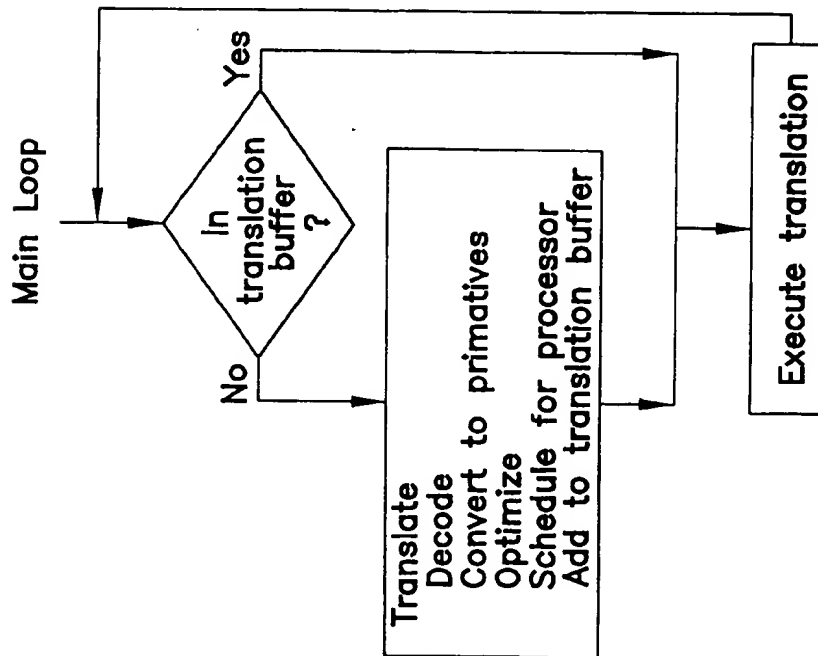 Main Loop
In
translation
buffer
?
Yes
No
Translate
Decode
Convert to primatives
Optimize
Schedule for processor
Add to translation buffer
Execute translation